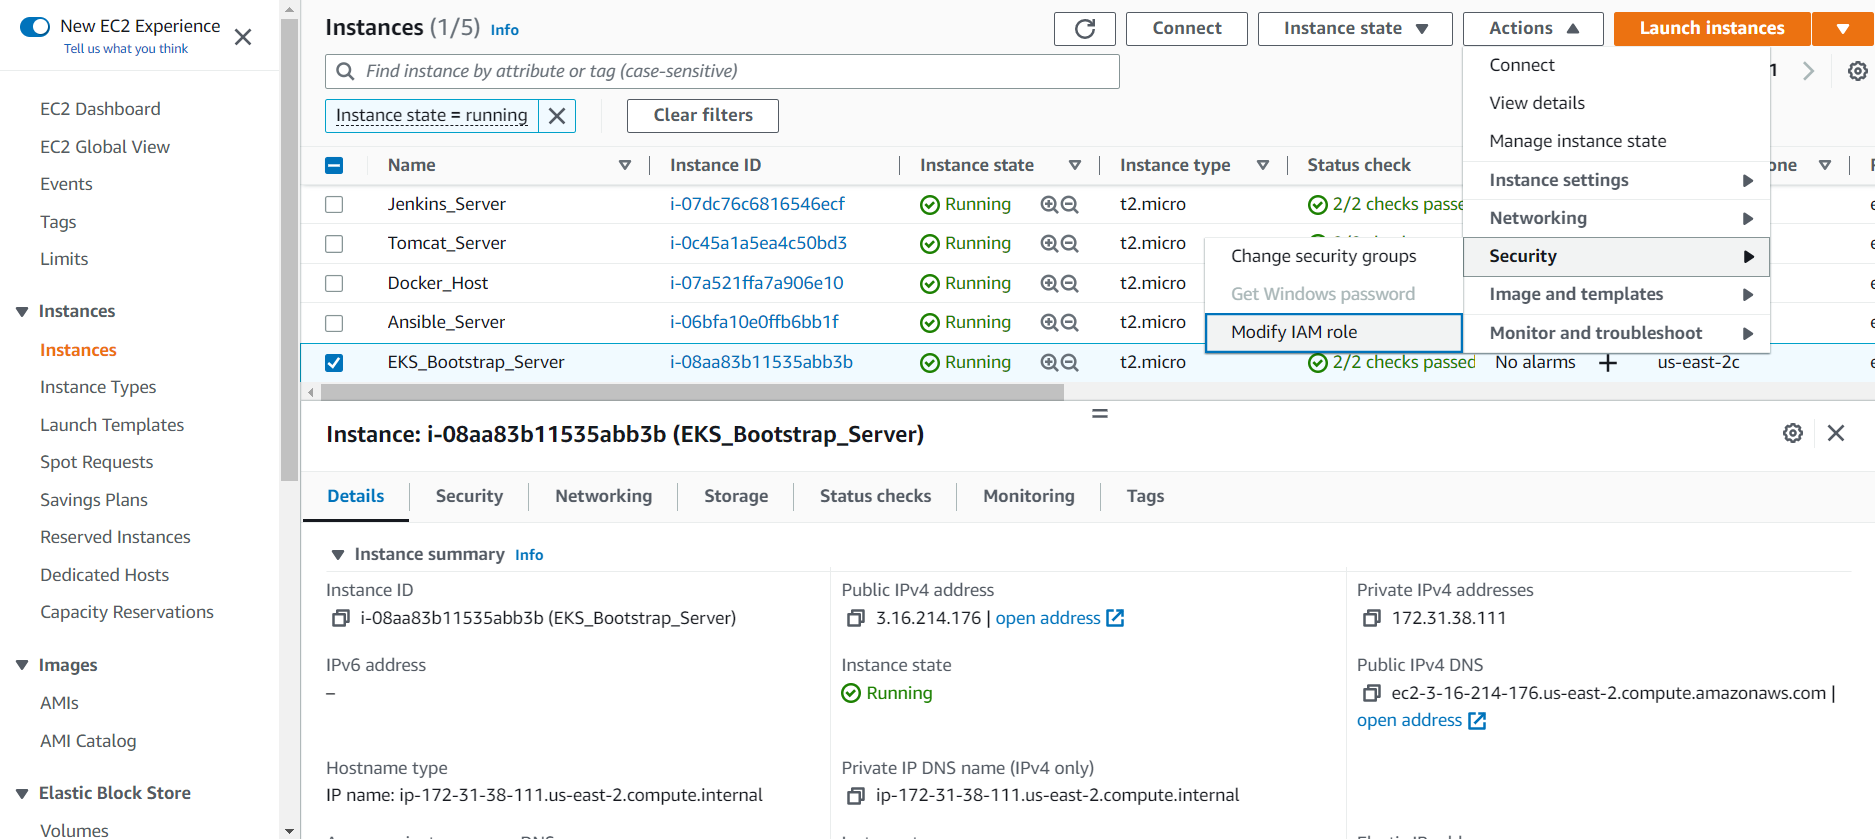 New EC2 Experience
Tell us what you think
EC2 Dashboard
EC2 Global View
Events
Tags
Limits
Instances
Instances
Instance Types
Launch Templates
Spot Requests
Savings Plans
Reserved Instances
Dedicated Hosts
Capacity Reservations
Images
AMIs
AMI Catalog
Elastic Block Store
Volumes
Instances (1/5) Info
Connect
Instance state
Actions
Launch instances
Find instance by attribute or tag (case-sensitive)
1
Instance state = running
Clear filters
Name Instance ID Instance state Instance type Status check
Jenkins_Server i-07dc76c6816546ecf Running t2.micro 2/2 checks passe
Tomcat_Server i-0c45a1a5ea4c50bd3 Running t2.micro
Docker_Host i-07a521ffa7a906e10 Running t2.micro
Ansible_Server i-06bfa10e0ffb6bb1f Running t2.micro
EKS_Bootstrap_Server i-08aa83b11535abb3b Running t2.micro 2/2 checks passed No alarms + us-east-2c
Connect
View details
Manage instance state
Instance settings
Networking
Security
Image and templates
Monitor and troubleshoot
Change security groups
Get Windows password
Modify IAM role
Instance: i-08aa83b11535abb3b (EKS_Bootstrap_Server)
Details Security Networking Storage Status checks Monitoring Tags
Instance summary Info
Instance ID
i-08aa83b11535abb3b (EKS_Bootstrap_Server)
Public IPv4 address
3.16.214.176 | open address
Private IPv4 addresses
172.31.38.111
IPv6 address
–
Instance state
Running
Public IPv4 DNS
ec2-3-16-214-176.us-east-2.compute.amazonaws.com |
open address
Hostname type
IP name: ip-172-31-38-111.us-east-2.compute.internal
Private IP DNS name (IPv4 only)
ip-172-31-38-111.us-east-2.compute.internal